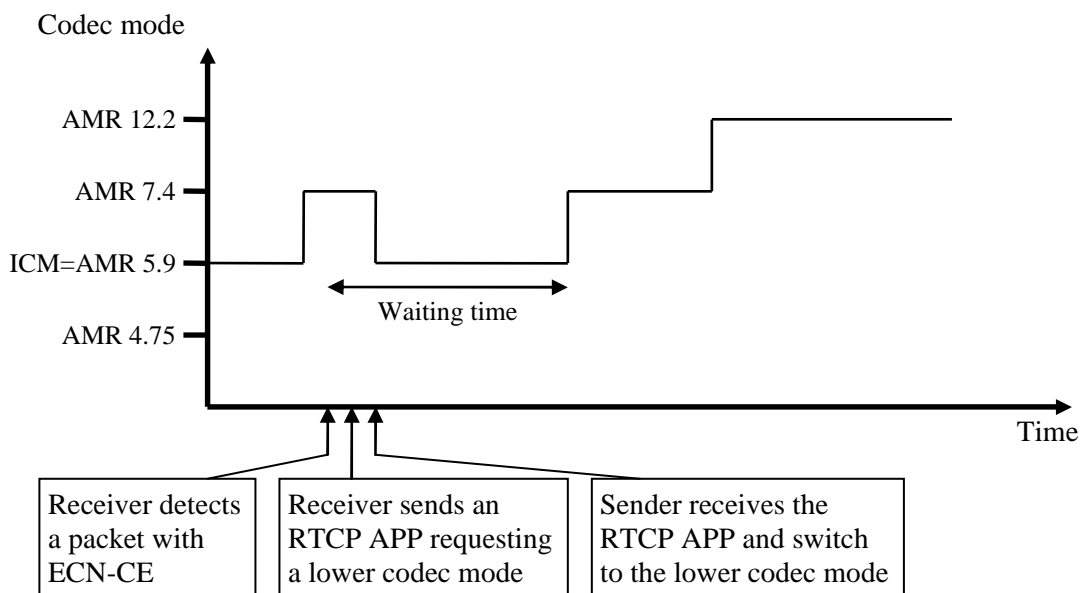 Codec mode
AMR 12.2
AMR 7.4
ICM=AMR 5.9
AMR 4.75
Waiting time
Time
Receiver detects
a packet with
ECN-CE
Receiver sends an
RTCP APP requesting
a lower codec mode
Sender receives the
RTCP APP and switch
to the lower codec mode